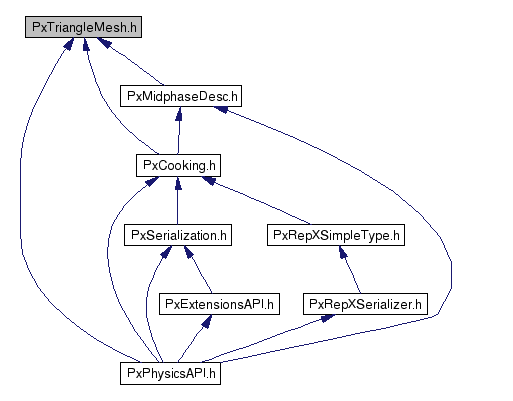 PxTriangleMesh.h
PxMidphaseDesc.h
PxCooking.h
PxSerialization.h
PxRepXSimpleType.h
PxExtensionsAPI.h
PxRepXSerializer.h
PxPhysicsAPI.h